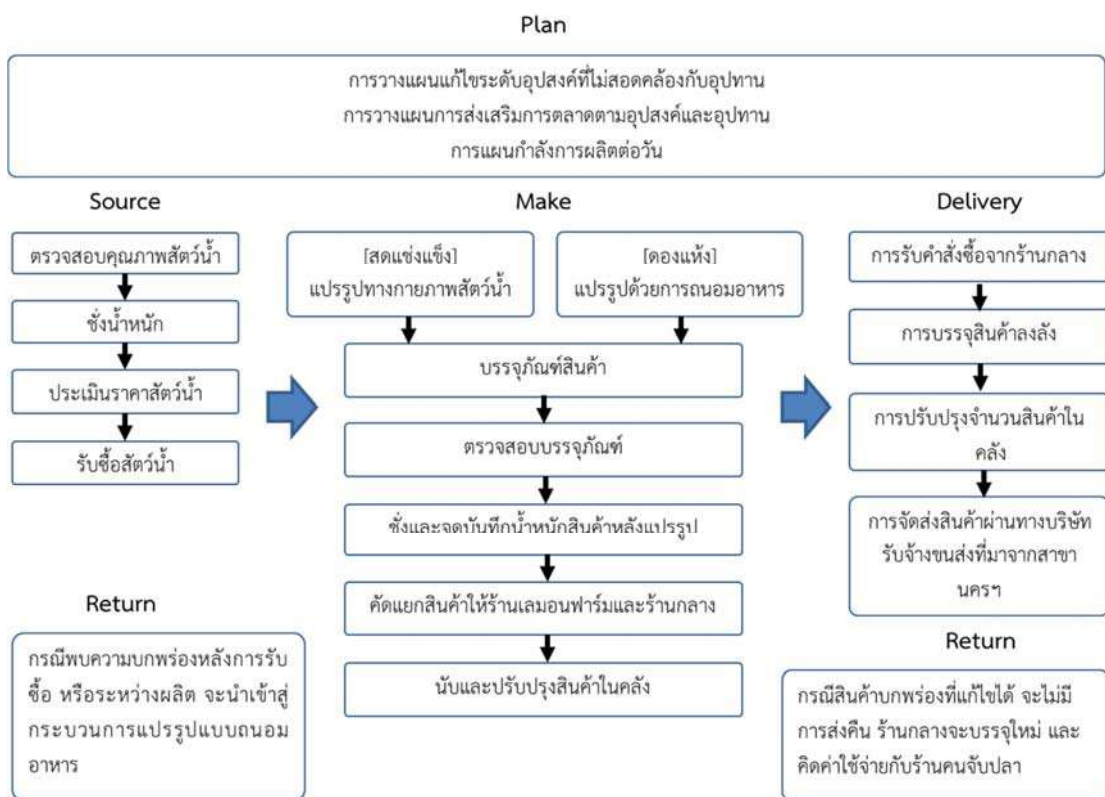 Plan
การวางแผนแก้ไขระดับอุปสงค์ที่ไม่สอดคล้องกับอุปทาน
การวางแผนการส่งเสริมการตลาดตามอุปสงค์และอุปทาน
การแผนกำลังการผลิตต่อวัน
Source
ตรวจสอบคุณภาพสัตว์น้ำ
ชั่งน้ำหนัก
ประเมินราคาสัตว์น้ำ
รับซื้อสัตว์น้ำ
Return
กรณีพบความบกพร่องหลังการรับ
ซื้อ หรือระหว่างผลิต จะนำเข้าสู่
กระบวนการแปรรูปแบบถนอม
อาหาร
Make
[สดแช่งแข็ง]
แปรรูปทางกายภาพสัตว์น้ำ
[ดองแห้ง]
แปรรูปด้วยการถนอมอาหาร
บรรจุภัณฑ์สินค้า
ตรวจสอบบรรจุภัณฑ์
ชั่งและจดบันทึกน้ำหนักสินค้าหลังแปรรูป
คัดแยกสินค้าให้ร้านเลมอนฟาร์มและร้านกลาง
นับและปรับปรุงสินค้าในคลัง
Delivery
การรับคำสั่งซื้อจากร้านกลาง
การบรรจุสินค้าลงลัง
การปรับปรุงจำนวนสินค้าใน
คลัง
การจัดส่งสินค้าผ่านทางบริษัท
รับจ้างขนส่งที่มาจากสาขา
นครฯ
Return
กรณีสินค้าบกพร่องที่แก้ไขได้ จะไม่มี
การส่งคืน ร้านกลางจะบรรจุใหม่ และ
คิดค่าใช้จ่ายกับร้านคนจับปลา